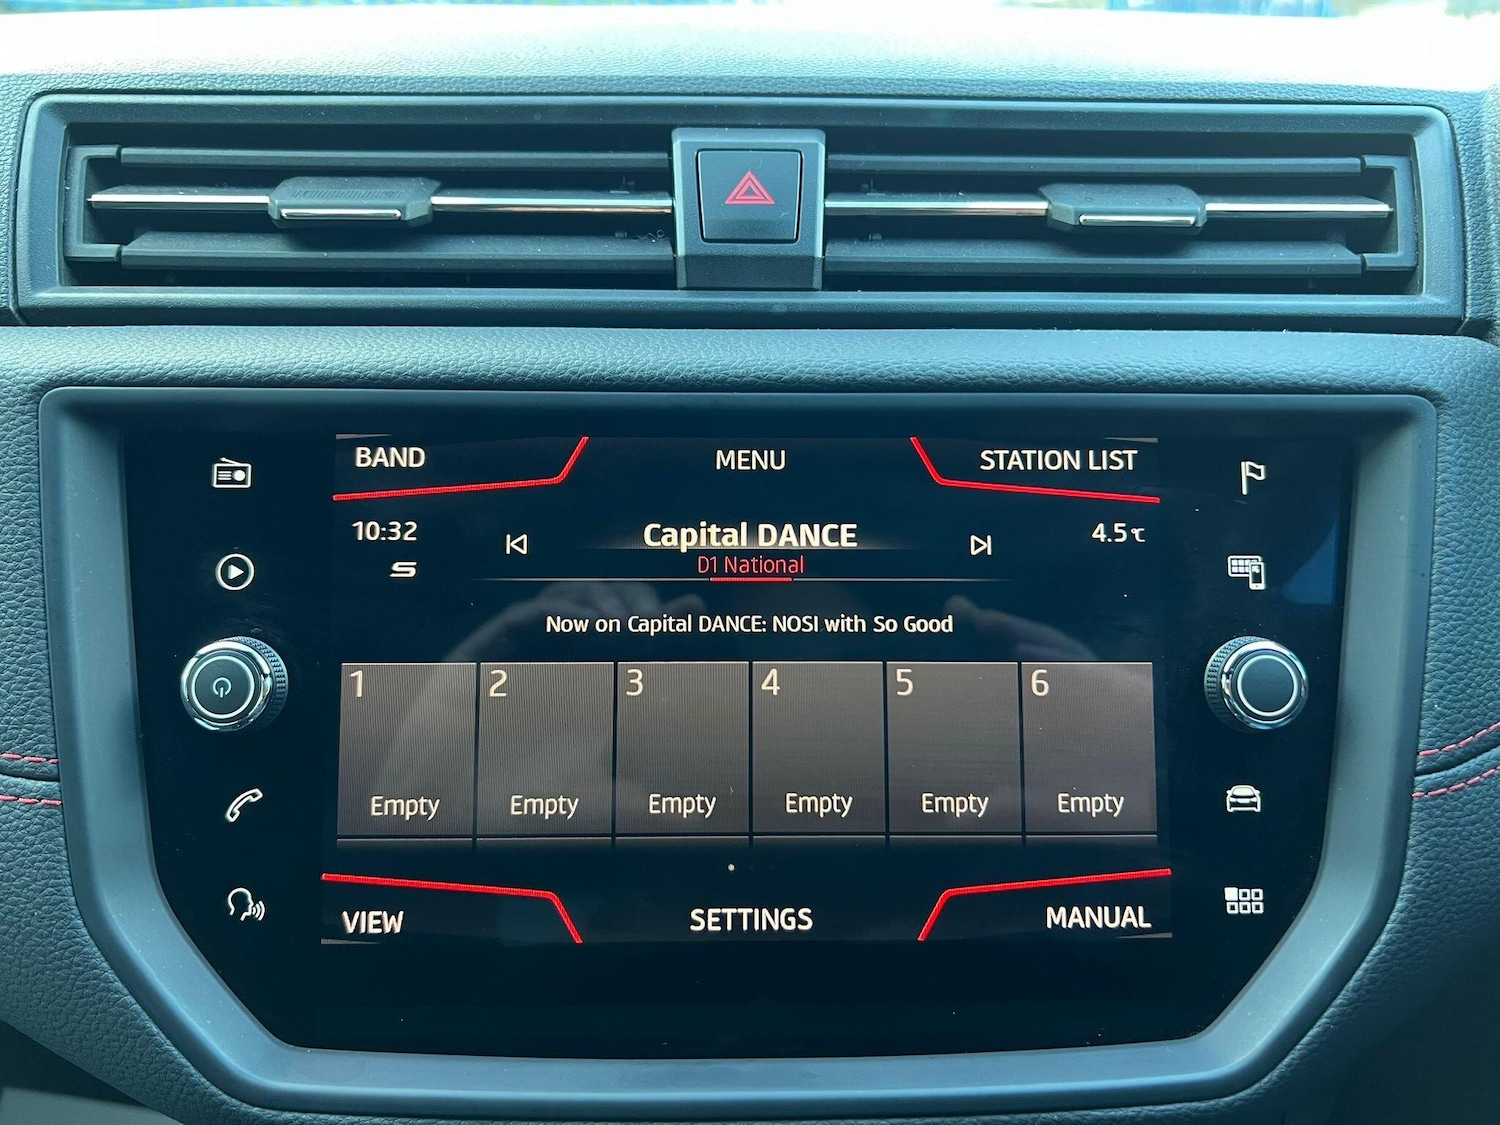 BAND MENU STATION LIST
10:32 Capital DANCE 4.5°C
D1 National
Now on Capital DANCE: NOSI with So Good
1 2 3 4 5 6
Empty Empty Empty Empty Empty Empty
VIEW SETTINGS MANUAL